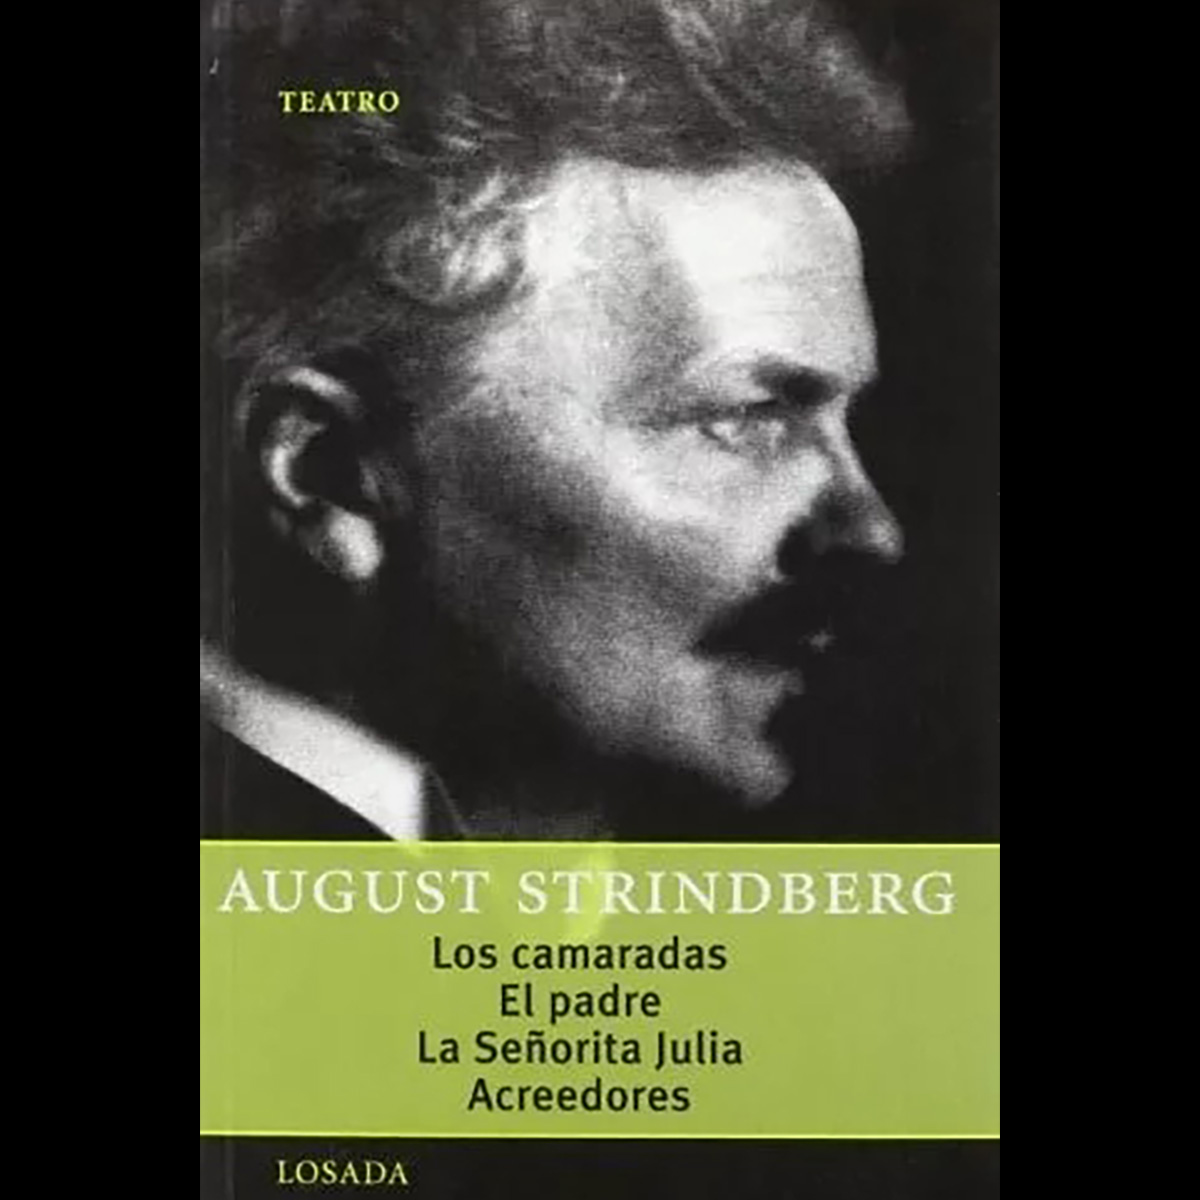 TEATRO
AUGUST STRINDBERG
Los camaradas
El padre
La Señorita Julia
Acreedores
LOSADA